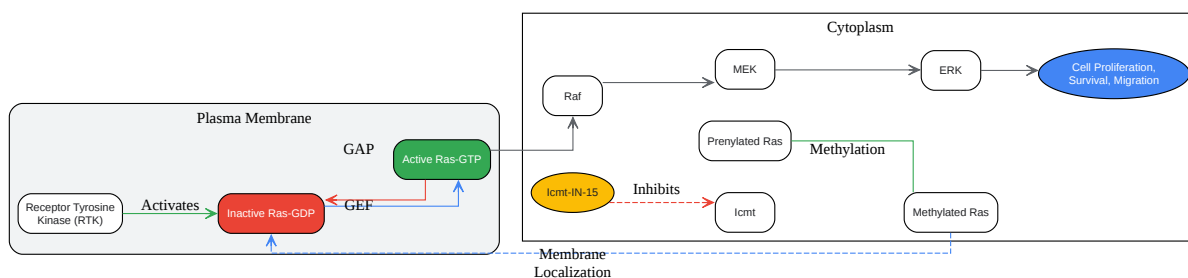 Cytoplasm
MEK
ERK
Cell Proliferation,
Survival, Migration
Raf
Plasma Membrane
Prenylated Ras
Methylation
GAP
Active Ras-GTP
Icmt-IN-15
Inhibits
Receptor Tyrosine
Kinase (RTK)
Activates
Inactive Ras-GDP
GEF
Icmt
Methylated Ras
Membrane
Localization